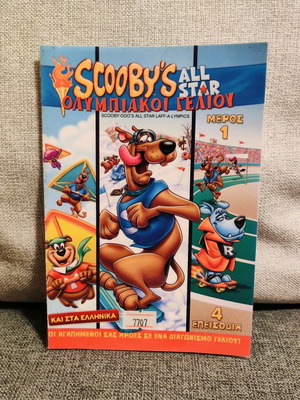 SCOOBY'S ALL STAR
ΟΛΥΜΠΙΑΚΟΙ ΓΕΛΙΟΥ
SCOOBY-DOO'S ALL STAR LAFF-A-LYMPICS
ΜΕΡΟΣ 1
R
ΚΑΙ ΣΤΑ ΕΛΛΗΝΙΚΑ
7707
4 ΕΠΕΙΣΟΔΙΑ
ΟΙ ΑΓΑΠΗΜΕΝΟΙ ΣΑΣ ΗΡΩΕΣ ΣΕ ΕΝΑ ΔΙΑΓΩΝΙΣΜΟ ΓΕΛΙΟΥ!